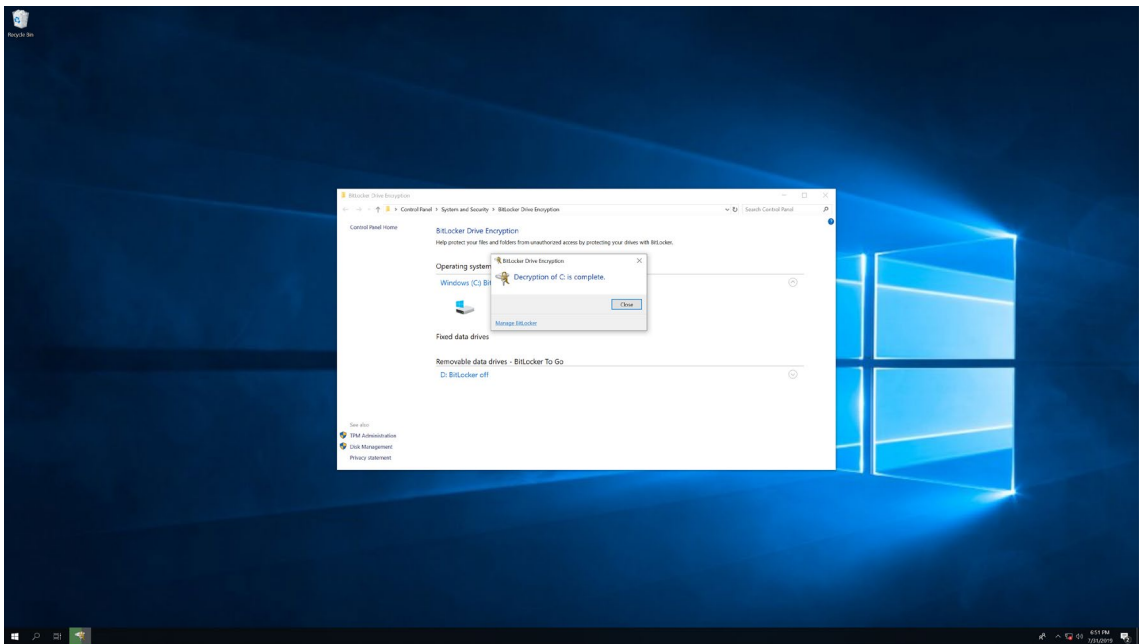 Recycle Bin
BitLocker Drive Encryption
Control Panel > System and Security > BitLocker Drive Encryption
Search Control Panel
Control Panel Home
BitLocker Drive Encryption
Help protect your files and folders from unauthorized access by protecting your drives with BitLocker.
Operating system
Windows (C:) Bit
BitLocker Drive Encryption
Decryption of C: is complete.
Close
Manage BitLocker
Fixed data drives
Removable data drives - BitLocker To Go
D: BitLocker off
See also
TPM Administration
Disk Management
Privacy statement
6:51 PM
7/31/2019